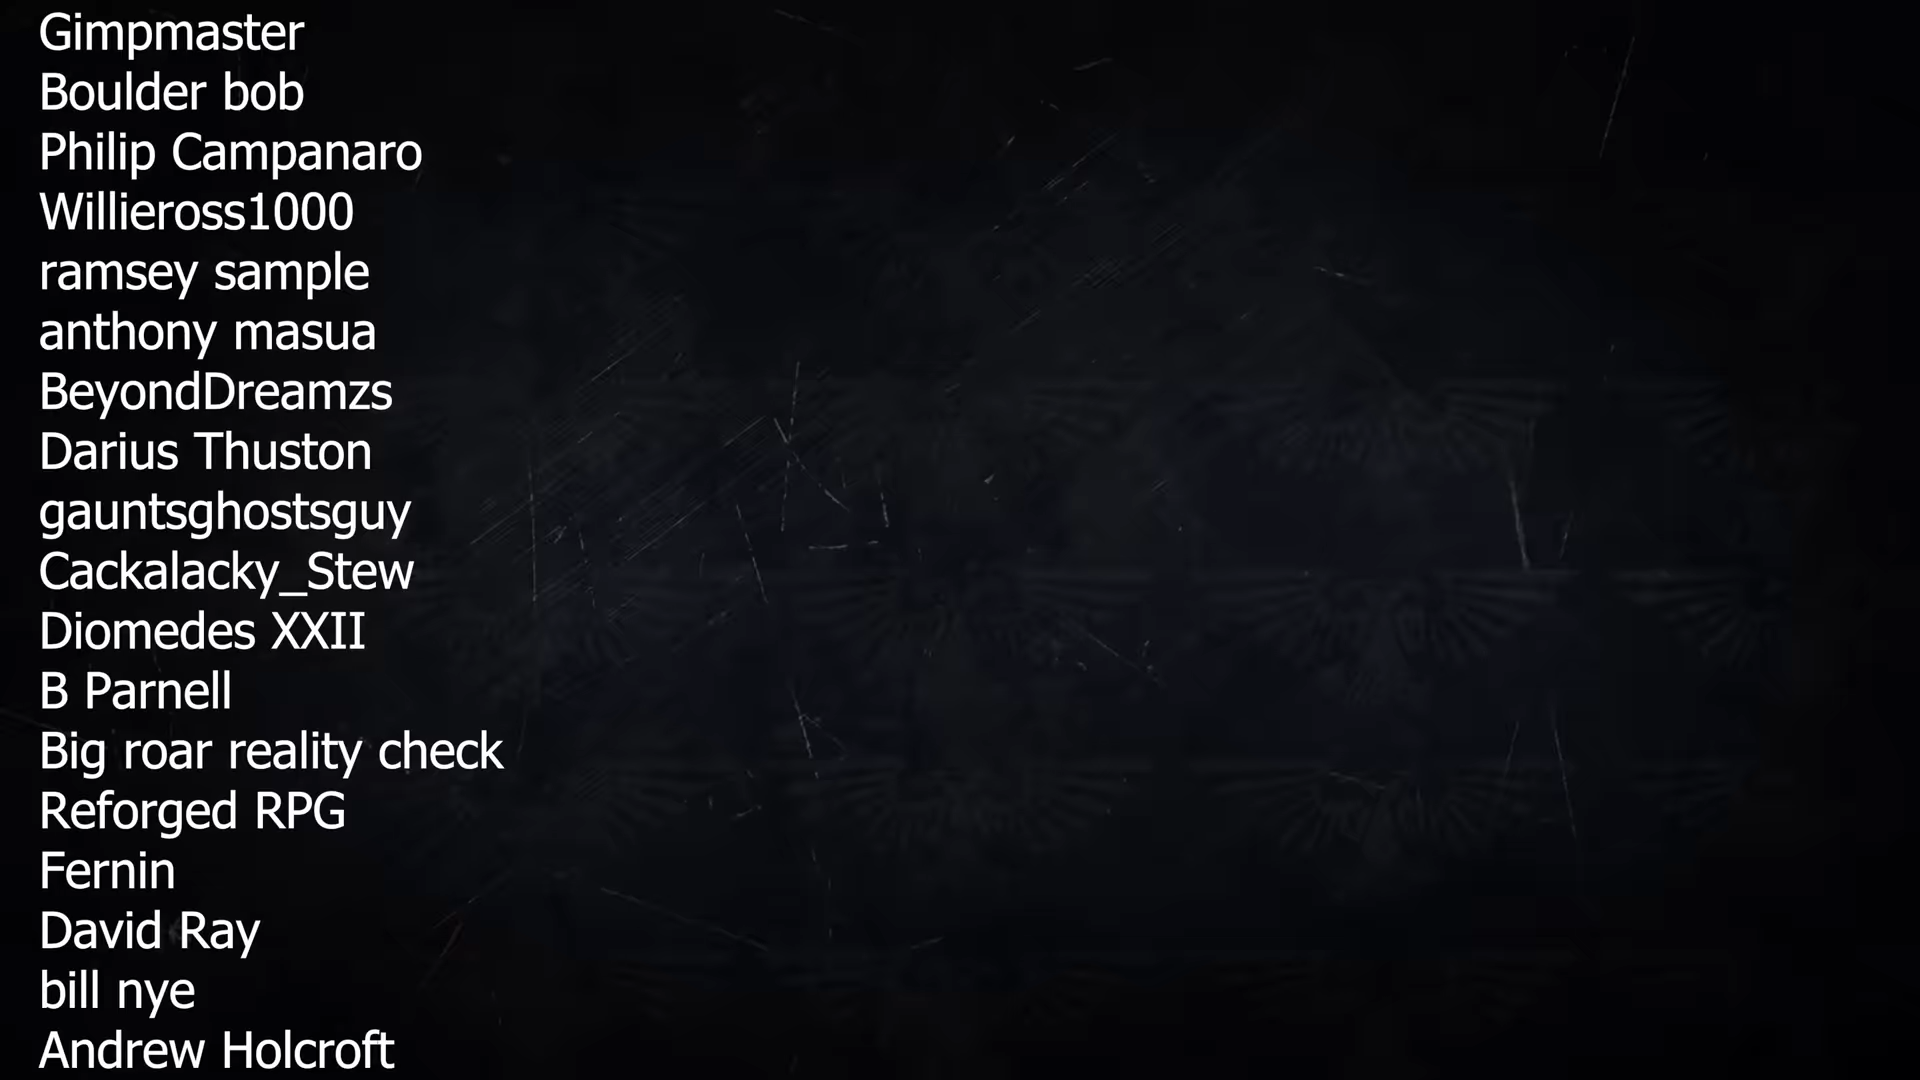 Gimpmaster
Boulder bob
Philip Campanaro
Willieross1000
ramsey sample
anthony masua
BeyondDreamzs
Darius Thuston
gauntsghostsguy
Cackalacky_Stew
Diomedes XXII
B Parnell
Big roar reality check
Reforged RPG
Fernin
David Ray
bill nye
Andrew Holcroft